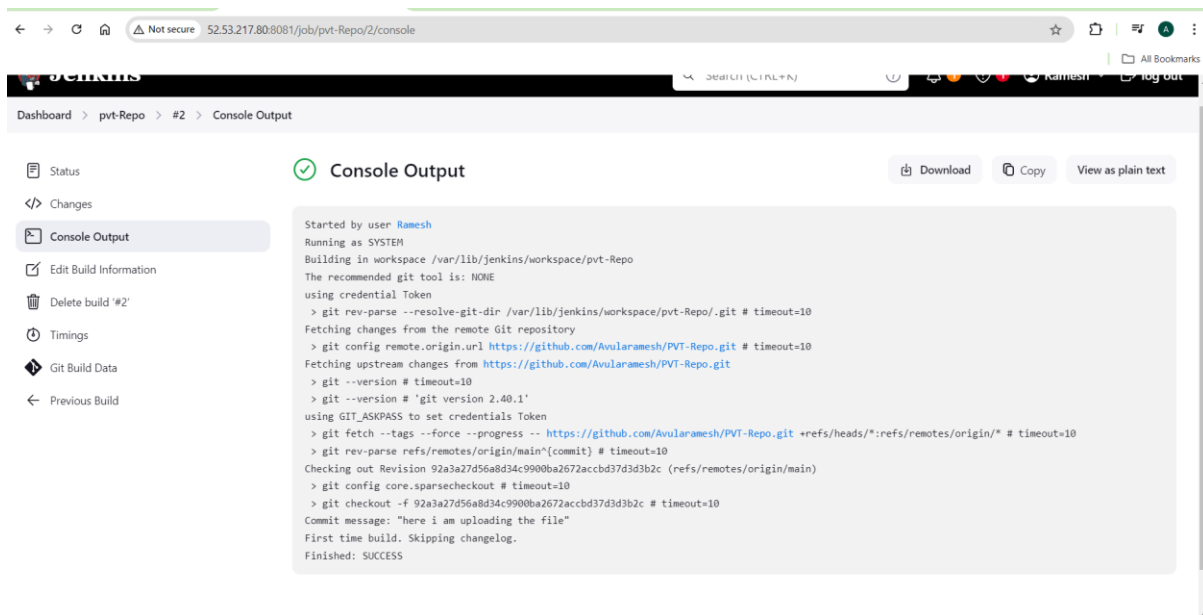 Not secure 52.53.217.80:8081/job/pvt-Repo/2/console A
All Bookmarks
Jenkins Search (CTRL+K) Ramesh log out
Dashboard > pvt-Repo > #2 > Console Output
Status
Changes
Console Output
Edit Build Information
Delete build '#2'
Timings
Git Build Data
Previous Build
Console Output Download Copy View as plain text
Started by user Ramesh
Running as SYSTEM
Building in workspace /var/lib/jenkins/workspace/pvt-Repo
The recommended git tool is: NONE
using credential Token
> git rev-parse --resolve-git-dir /var/lib/jenkins/workspace/pvt-Repo/.git # timeout=10
Fetching changes from the remote Git repository
> git config remote.origin.url https://github.com/Avularamesh/PVT-Repo.git # timeout=10
Fetching upstream changes from https://github.com/Avularamesh/PVT-Repo.git
> git --version # timeout=10
> git --version # 'git version 2.40.1'
using GIT_ASKPASS to set credentials Token
> git fetch --tags --force --progress -- https://github.com/Avularamesh/PVT-Repo.git +refs/heads/*:refs/remotes/origin/* # timeout=10
> git rev-parse refs/remotes/origin/main^{commit} # timeout=10
Checking out Revision 92a3a27d56a8d34c9900ba2672accbd37d3d3b2c (refs/remotes/origin/main)
> git config core.sparsecheckout # timeout=10
> git checkout -f 92a3a27d56a8d34c9900ba2672accbd37d3d3b2c # timeout=10
Commit message: "here i am uploading the file"
First time build. Skipping changelog.
Finished: SUCCESS